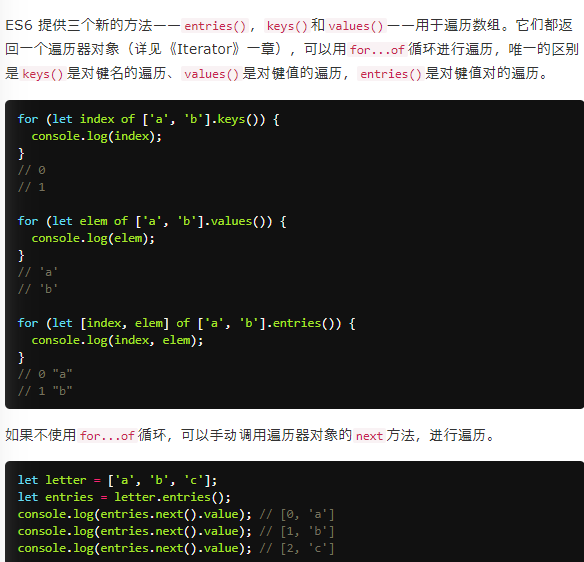 ES6 提供三个新的方法——entries()，keys()和values()——用于遍历数组。它们都返
回一个遍历器对象（详见《Iterator》一章），可以用for...of循环进行遍历，唯一的区别
是keys()是对键名的遍历、values()是对键值的遍历，entries()是对键值对的遍历。
for (let index of ['a', 'b'].keys()) {
  console.log(index);
}
// 0
// 1
for (let elem of ['a', 'b'].values()) {
  console.log(elem);
}
// 'a'
// 'b'
for (let [index, elem] of ['a', 'b'].entries()) {
  console.log(index, elem);
}
// 0 "a"
// 1 "b"
如果不使用for...of循环，可以手动调用遍历器对象的next方法，进行遍历。
let letter = ['a', 'b', 'c'];
let entries = letter.entries();
console.log(entries.next().value); // [0, 'a']
console.log(entries.next().value); // [1, 'b']
console.log(entries.next().value); // [2, 'c']